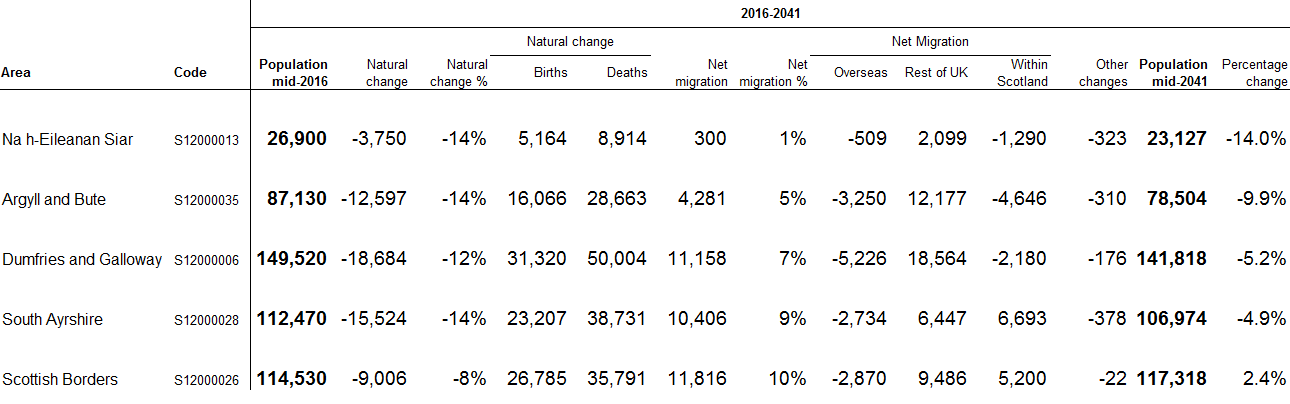 2016-2041
Natural change Net Migration
Area Code Population mid-2016 Natural change Natural change % Births Deaths Net migration Net migration % Overseas Rest of UK Within Scotland Other changes Population mid-2041 Percentage change
Na h-Eileanan Siar S12000013 26,900 -3,750 -14% 5,164 8,914 300 1% -509 2,099 -1,290 -323 23,127 -14.0%
Argyll and Bute S12000035 87,130 -12,597 -14% 16,066 28,663 4,281 5% -3,250 12,177 -4,646 -310 78,504 -9.9%
Dumfries and Galloway S12000006 149,520 -18,684 -12% 31,320 50,004 11,158 7% -5,226 18,564 -2,180 -176 141,818 -5.2%
South Ayrshire S12000028 112,470 -15,524 -14% 23,207 38,731 10,406 9% -2,734 6,447 6,693 -378 106,974 -4.9%
Scottish Borders S12000026 114,530 -9,006 -8% 26,785 35,791 11,816 10% -2,870 9,486 5,200 -22 117,318 2.4%